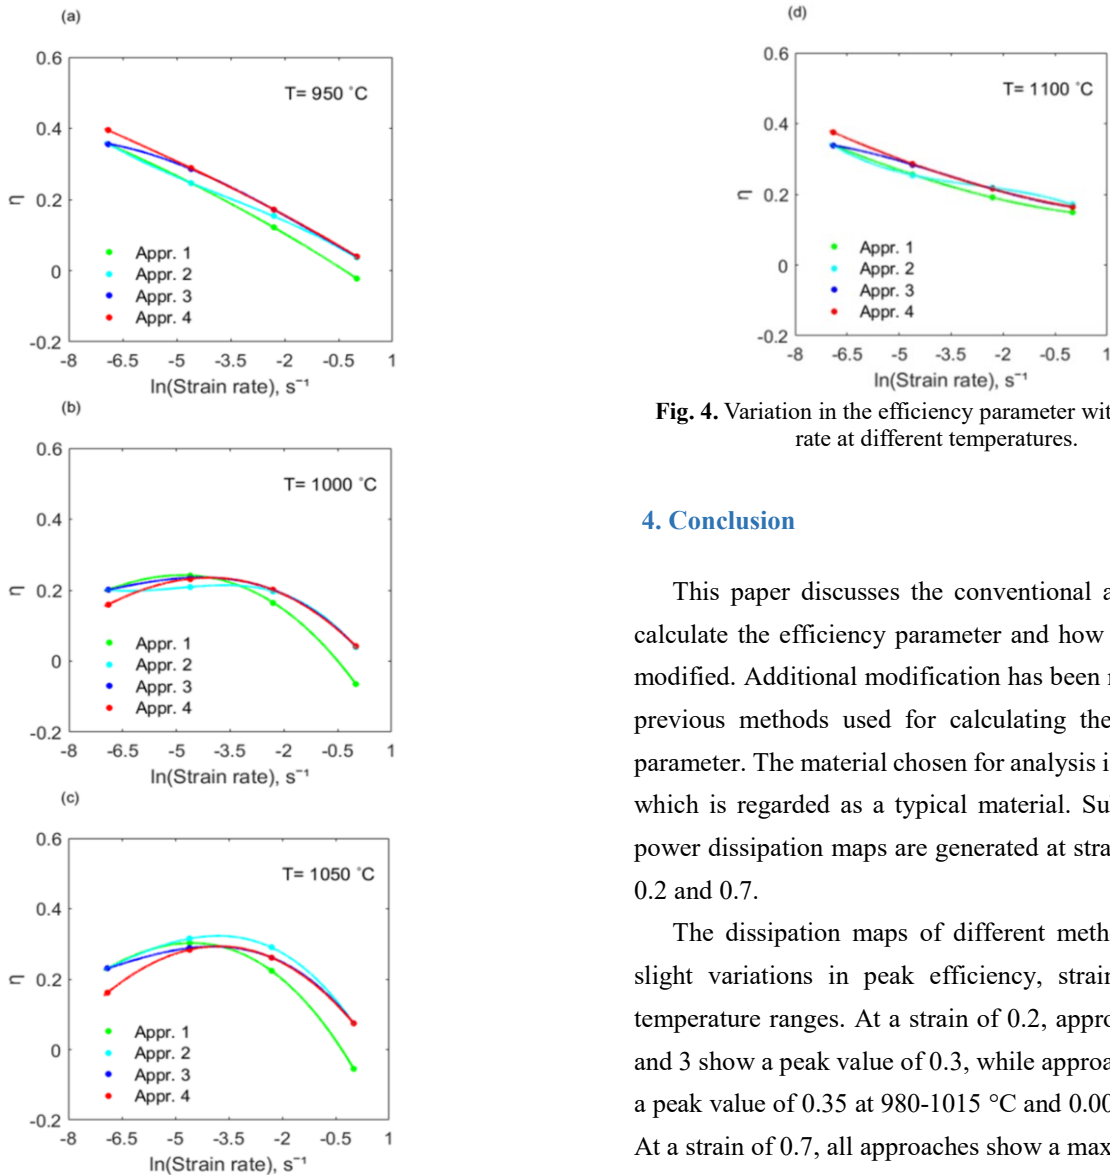 (a)
0.6
0.4
0.2
0
-0.2
η
T= 950 °C
Appr. 1
Appr. 2
Appr. 3
Appr. 4
-8 -6.5 -5 -3.5 -2 -0.5 1
ln(Strain rate), s⁻¹
(b)
0.6
0.4
0.2
0
-0.2
η
T= 1000 °C
Appr. 1
Appr. 2
Appr. 3
Appr. 4
-8 -6.5 -5 -3.5 -2 -0.5 1
ln(Strain rate), s⁻¹
(c)
0.6
0.4
0.2
0
-0.2
η
T= 1050 °C
Appr. 1
Appr. 2
Appr. 3
Appr. 4
-8 -6.5 -5 -3.5 -2 -0.5 1
ln(Strain rate), s⁻¹
(d)
0.6
0.4
0.2
0
-0.2
η
T= 1100 °C
Appr. 1
Appr. 2
Appr. 3
Appr. 4
-8 -6.5 -5 -3.5 -2 -0.5 1
ln(Strain rate), s⁻¹
Fig. 4. Variation in the efficiency parameter
rate at different temperatures.
4. Conclusion
This paper discusses the conventional
calculate the efficiency parameter and how
modified. Additional modification has been
previous methods used for calculating the
parameter. The material chosen for analysis
which is regarded as a typical material.
power dissipation maps are generated at
0.2 and 0.7.
The dissipation maps of different
slight variations in peak efficiency,
temperature ranges. At a strain of 0.2,
and 3 show a peak value of 0.3, while
a peak value of 0.35 at 980-1015 °C and
At a strain of 0.7, all approaches show a